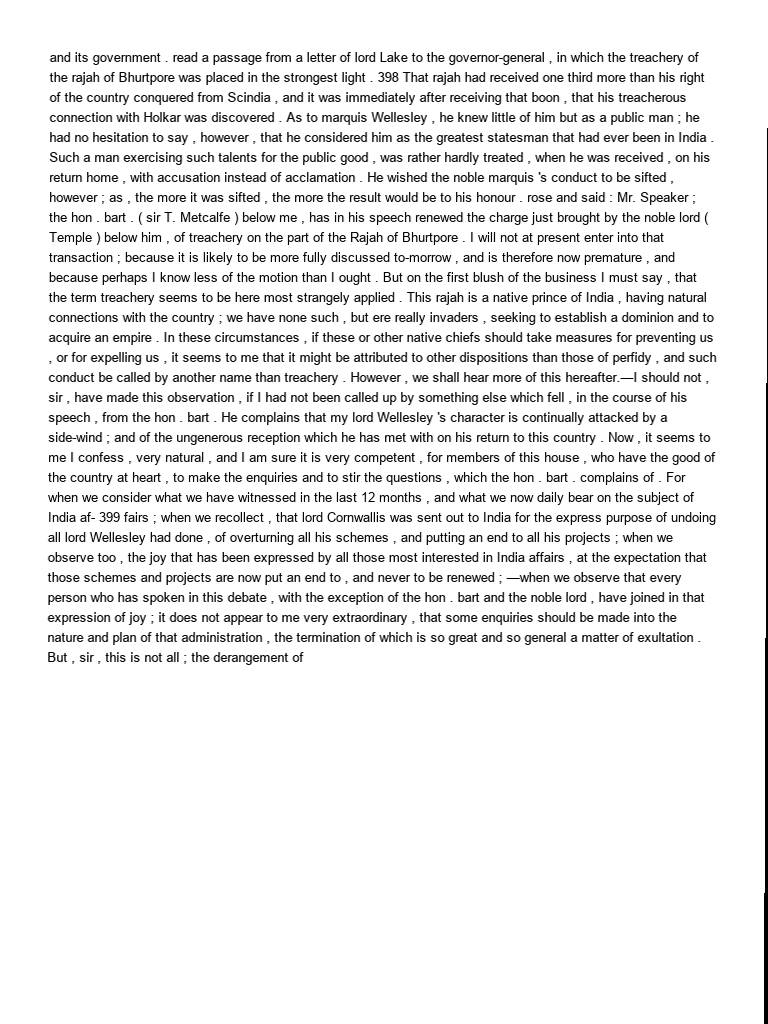 and its government . read a passage from a letter of lord Lake to the governor-general , in which the treachery of
the rajah of Bhurtpore was placed in the strongest light . 398 That rajah had received one third more than his right
of the country conquered from Scindia , and it was immediately after receiving that boon , that his treacherous
connection with Holkar was discovered . As to marquis Wellesley , he knew little of him but as a public man ; he
had no hesitation to say , however , that he considered him as the greatest statesman that had ever been in India .
Such a man exercising such talents for the public good , was rather hardly treated , when he was received , on his
return home , with accusation instead of acclamation . He wished the noble marquis 's conduct to be sifted ,
however ; as , the more it was sifted , the more the result would be to his honour . rose and said : Mr. Speaker ;
the hon . bart . ( sir T. Metcalfe ) below me , has in his speech renewed the charge just brought by the noble lord (
Temple ) below him , of treachery on the part of the Rajah of Bhurtpore . I will not at present enter into that
transaction ; because it is likely to be more fully discussed to-morrow , and is therefore now premature , and
because perhaps I know less of the motion than I ought . But on the first blush of the business I must say , that
the term treachery seems to be here most strangely applied . This rajah is a native prince of India , having natural
connections with the country ; we have none such , but ere really invaders , seeking to establish a dominion and to
acquire an empire . In these circumstances , if these or other native chiefs should take measures for preventing us
, or for expelling us , it seems to me that it might be attributed to other dispositions than those of perfidy , and such
conduct be called by another name than treachery . However , we shall hear more of this hereafter.—I should not ,
sir , have made this observation , if I had not been called up by something else which fell , in the course of his
speech , from the hon . bart . He complains that my lord Wellesley 's character is continually attacked by a
side-wind ; and of the ungenerous reception which he has met with on his return to this country . Now , it seems to
me I confess , very natural , and I am sure it is very competent , for members of this house , who have the good of
the country at heart , to make the enquiries and to stir the questions , which the hon . bart . complains of . For
when we consider what we have witnessed in the last 12 months , and what we now daily bear on the subject of
India af- 399 fairs ; when we recollect , that lord Cornwallis was sent out to India for the express purpose of undoing
all lord Wellesley had done , of overturning all his schemes , and putting an end to all his projects ; when we
observe too , the joy that has been expressed by all those most interested in India affairs , at the expectation that
those schemes and projects are now put an end to , and never to be renewed ; —when we observe that every
person who has spoken in this debate , with the exception of the hon . bart and the noble lord , have joined in that
expression of joy ; it does not appear to me very extraordinary , that some enquiries should be made into the
nature and plan of that administration , the termination of which is so great and so general a matter of exultation .
But , sir , this is not all ; the derangement of